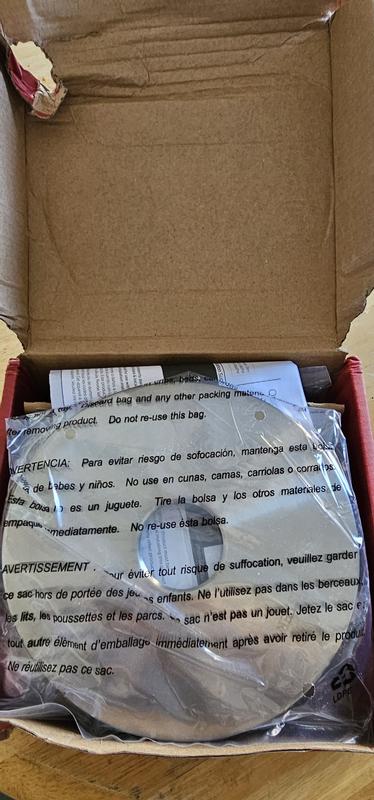 Discard bag and any other packing
removing product. Do not re-use this bag.
VERTENCIA: Para evitar riesgo de sofocación, mantenga esta bolsa
de bebes y niños. No use en cunas, camas, carriolas o corrales.
Esta bolsa no es un juguete. Tire la bolsa y los otros materiales de
empaque immediatamente. No re-use ésta bolsa.
AVERTISSEMENT : Pour éviter tout risque de suffocation, veuillez garder
ce sac hors de portée des jeunes enfants. Ne l'utilisez pas dans les berceaux,
les lits, les poussettes et les parcs. sac n'est pas un jouet. Jetez le sac e
tout autre élément d'emballage immédiatement après avoir retiré le produi
Ne réutilisez pas ce sac.
LDPE